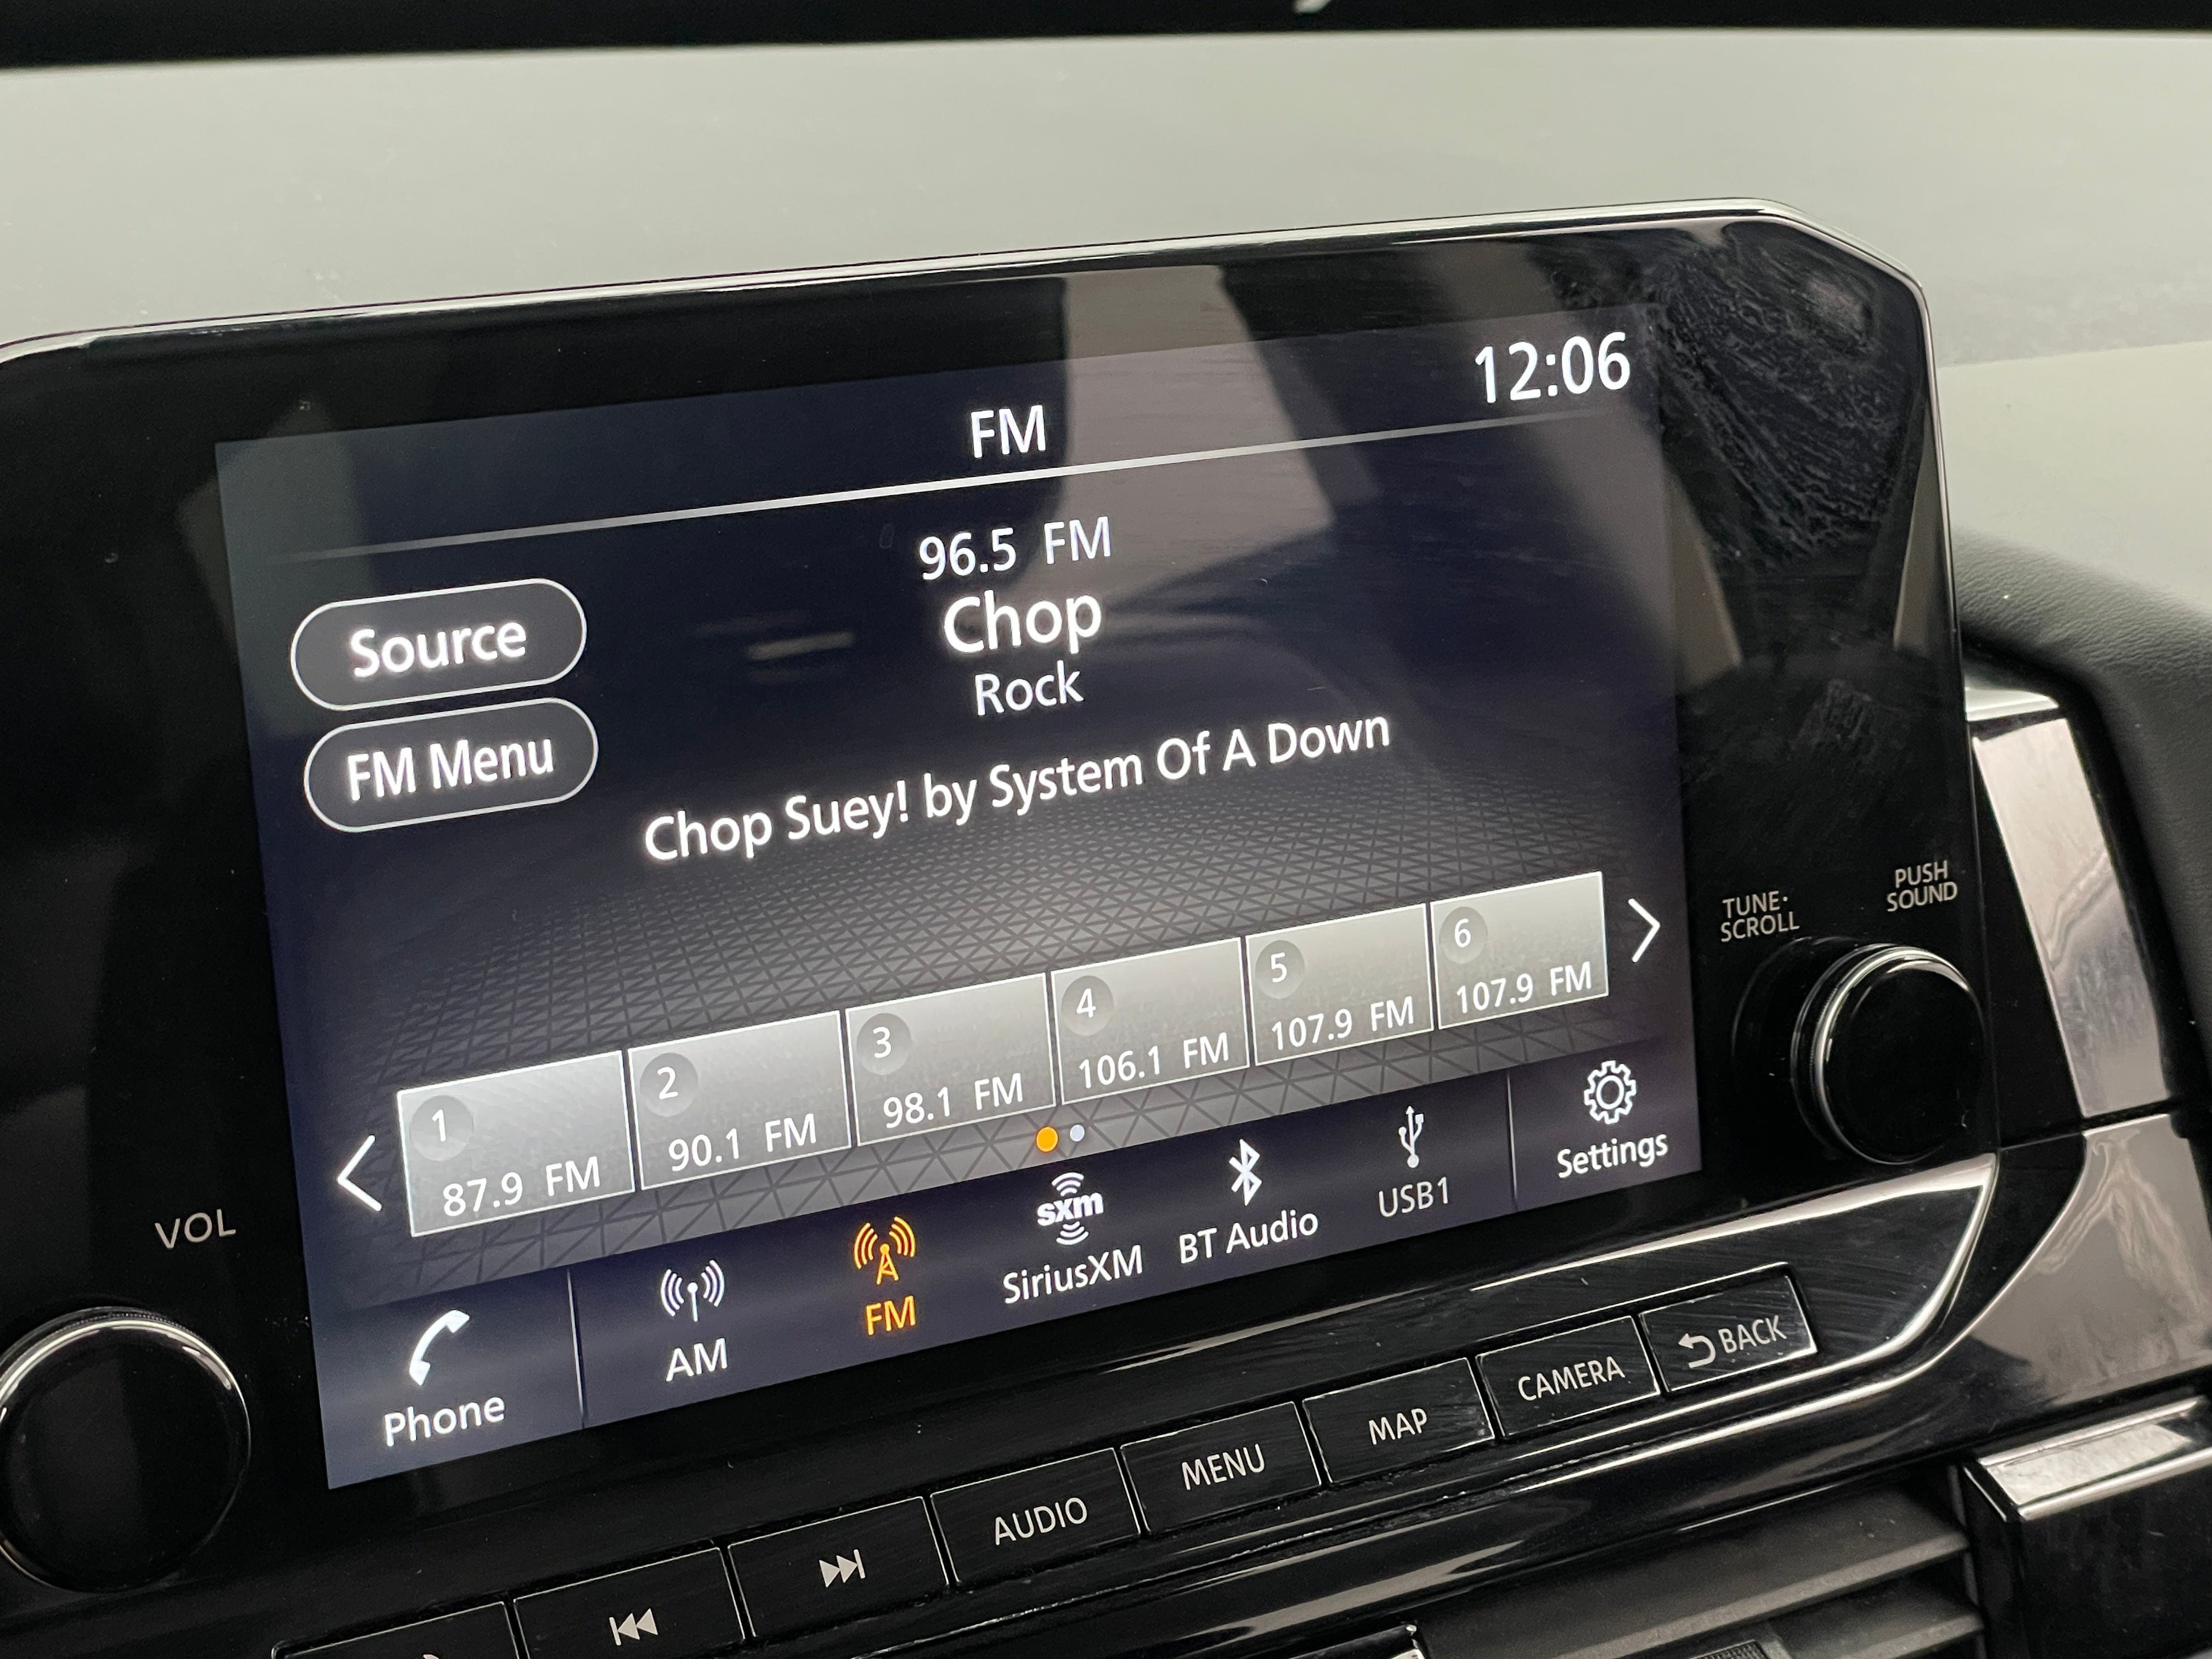 12:06
FM
96.5 FM
Chop
Rock
Chop Suey! by System Of A Down
Source
FM Menu
1
87.9 FM
2
90.1 FM
3
98.1 FM
4
106.1 FM
5
107.9 FM
6
107.9 FM
Phone
AM
FM
sxm
SiriusXM
BT Audio
USB1
Settings
VOL
TUNE·
SCROLL
PUSH
SOUND
AUDIO
MENU
MAP
CAMERA
BACK